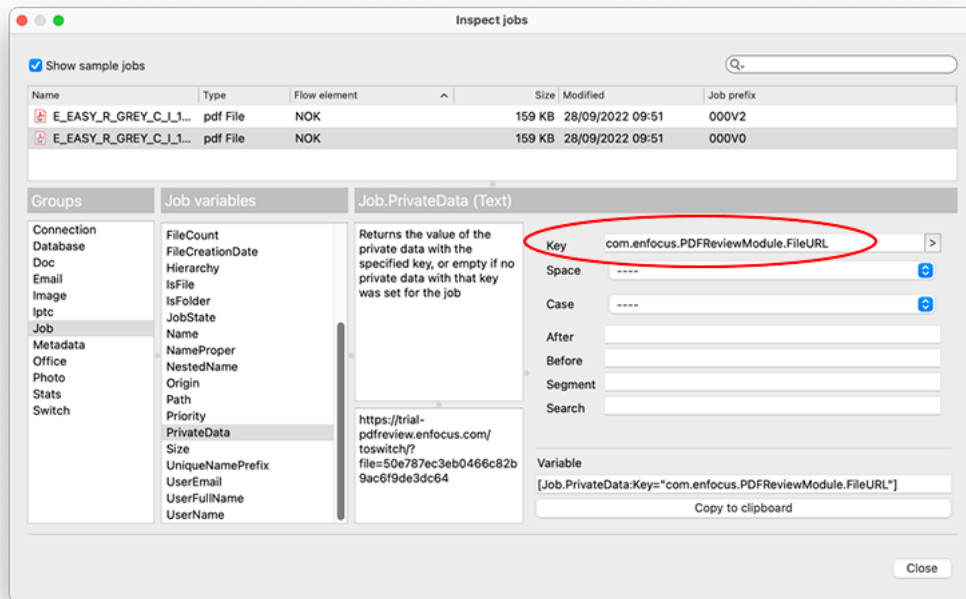 Inspect jobs
Show sample jobs
Name Type Flow element Size Modified Job prefix
E_EASY_R_GREY_C_I_1... pdf File NOK 159 KB 28/09/2022 09:51 000V2
E_EASY_R_GREY_C_I_1... pdf File NOK 159 KB 28/09/2022 09:51 000V0
Groups
Connection
Database
Doc
Email
Image
Iptc
Job
Metadata
Office
Photo
Stats
Switch
Job variables
FileCount
FileCreationDate
Hierarchy
IsFile
IsFolder
JobState
Name
NameProper
NestedName
Origin
Path
Priority
PrivateData
Size
UniqueNamePrefix
UserEmail
UserFullName
UserName
Job.PrivateData (Text)
Returns the value of the
private data with the
specified key, or empty if no
private data with that key
was set for the job
https://trial-
pdfreview.enfocus.com/
toswitch/?
file=50e787ec3eb0466c82b
9ac6f9de3dc64
Key com.enfocus.PDFReviewModule.FileURL >
Space ----
Case ----
After
Before
Segment
Search
Variable
[Job.PrivateData:Key="com.enfocus.PDFReviewModule.FileURL"]
Copy to clipboard
Close